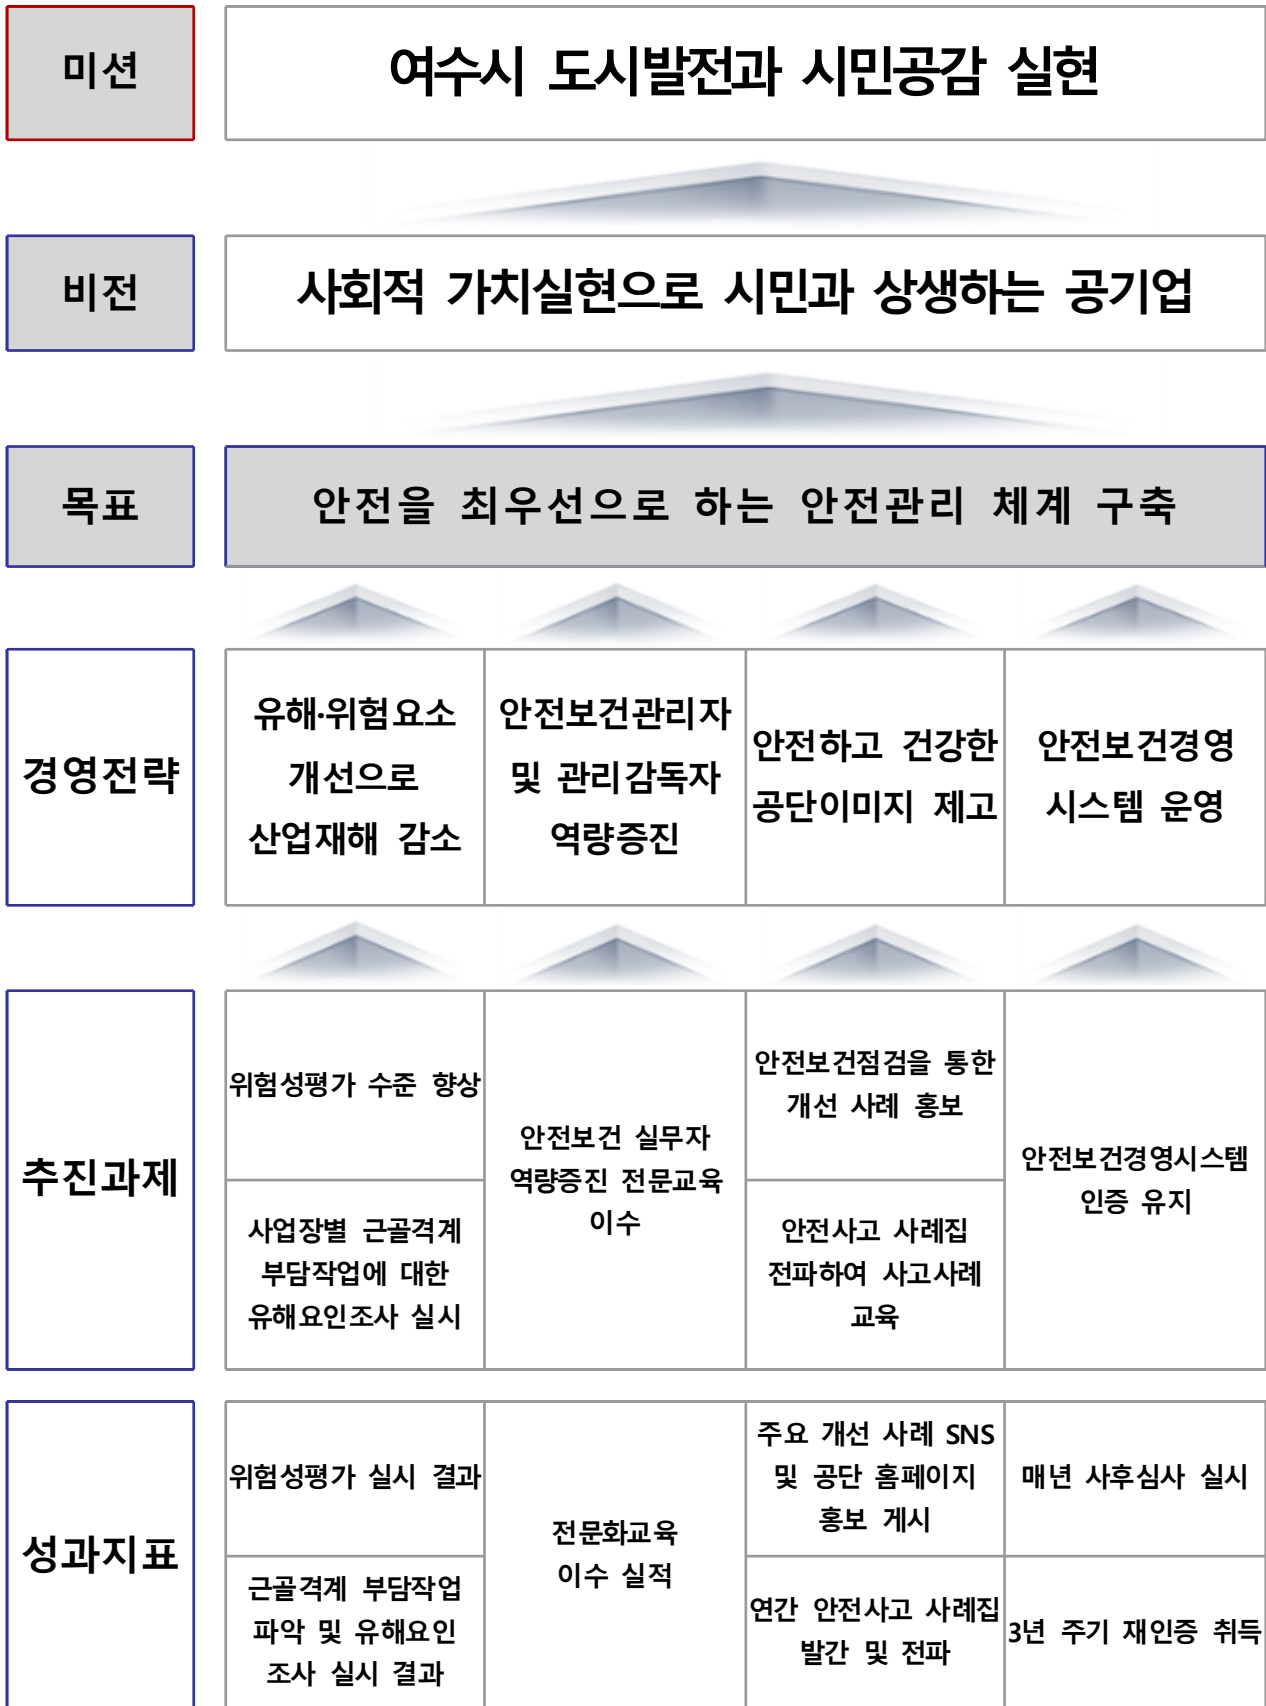 미션
여수시 도시발전과 시민공감 실현
비전
사회적 가치실현으로 시민과 상생하는 공기업
목표
안전을 최우선으로 하는 안전관리 체계 구축
경영전략
유해·위험요소
개선으로
산업재해 감소
안전보건관리자
및 관리감독자
역량증진
안전하고 건강한
공단이미지 제고
안전보건경영
시스템 운영
추진과제
위험성평가 수준 향상
사업장별 근골격계
부담작업에 대한
유해요인조사 실시
안전보건 실무자
역량증진 전문교육
이수
안전보건점검을 통한
개선 사례 홍보
안전사고 사례집
전파하여 사고사례
교육
안전보건경영시스템
인증 유지
성과지표
위험성평가 실시 결과
근골격계 부담작업
파악 및 유해요인
조사 실시 결과
전문화교육
이수 실적
주요 개선 사례 SNS
및 공단 홈페이지
홍보 게시
연간 안전사고 사례집
발간 및 전파
매년 사후심사 실시
3년 주기 재인증 취득